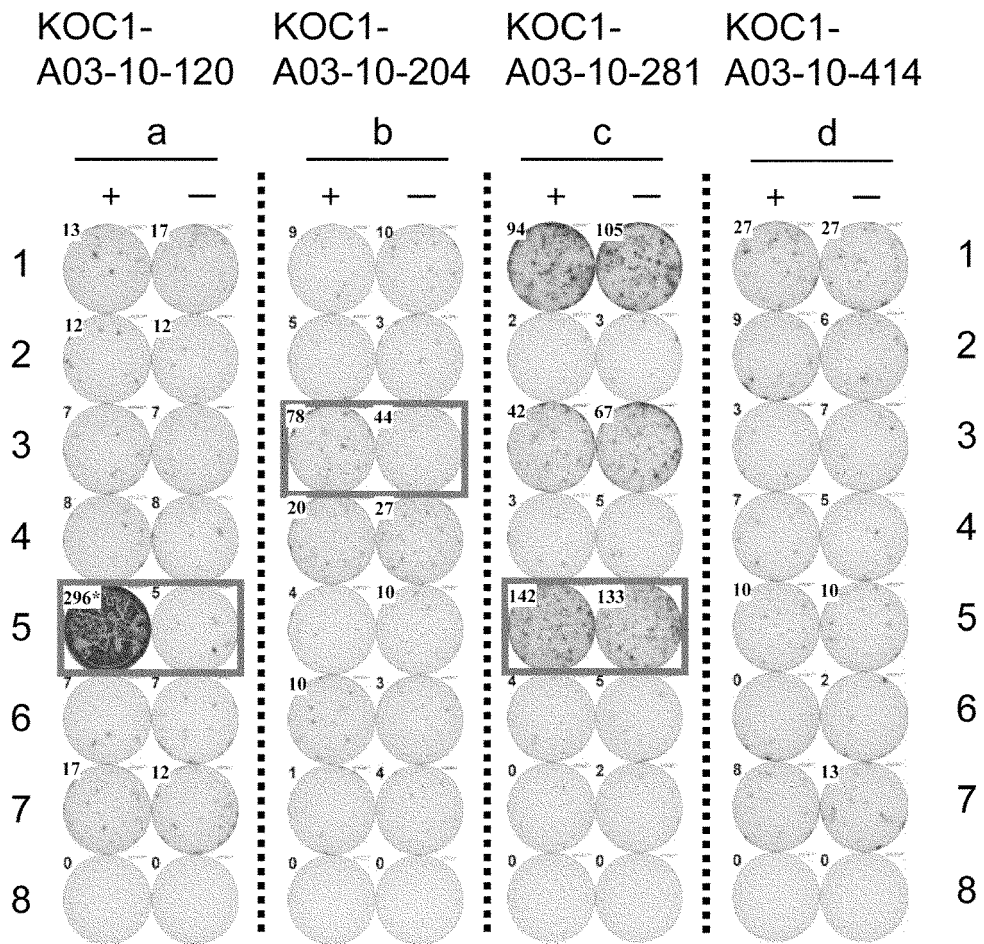 KOC1- KOC1- KOC1- KOC1-
A03-10-120 A03-10-204 A03-10-281 A03-10-414
a b c d
+ — + — + — + —
13 17 9 10 94 105 27 27
1 1
12 12 5 3 2 3 9 6
2 2
7 7 78 44 42 67 3 7
3 3
8 8 20 27 3 5 7 5
4 4
296* 5 4 10 142 133 10 10
5 5
7 7 10 3 4 5 0 2
6 6
17 12 1 4 0 2 8 13
7 7
0 0 0 0 0 0 0 0
8 8